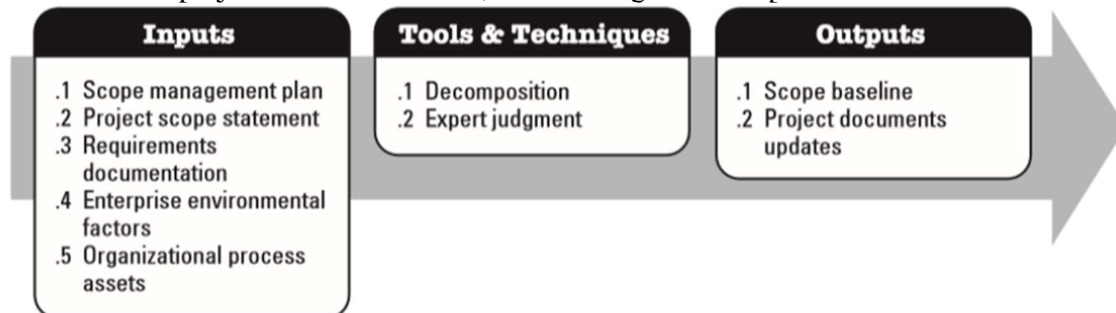 Inputs
.1 Scope management plan
.2 Project scope statement
.3 Requirements
documentation
.4 Enterprise environmental
factors
.5 Organizational process
assets
Tools & Techniques
.1 Decomposition
.2 Expert judgment
Outputs
.1 Scope baseline
.2 Project documents
updates